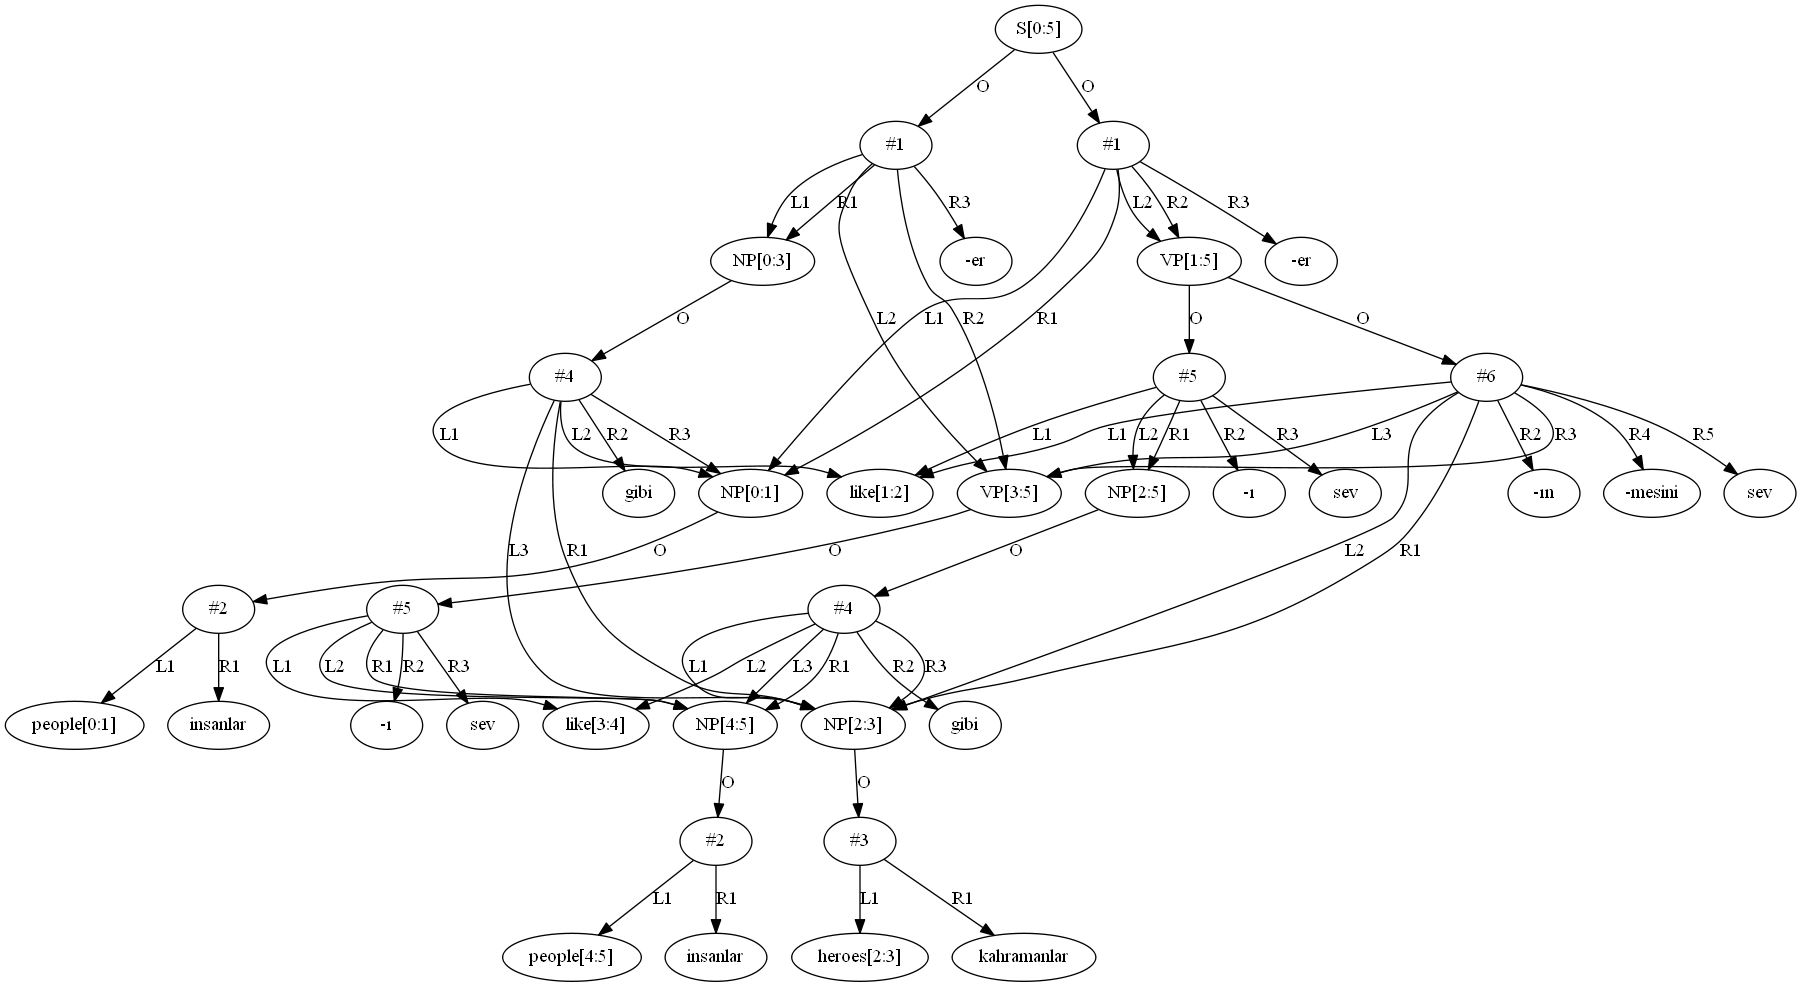 S[0:5]
O O
#1 #1
L1 R1 R3 L2 R2 R3
NP[0:3] -er VP[1:5] -er
O L2 R2 L1 R1 O O
#4 #5 #6
L1 L2 R2 R3 L1 L2 R1 R2 R3 L1 L3 R2 R3 R4 R5
gibi NP[0:1] like[1:2] VP[3:5] NP[2:5] -ı sev -ın -mesini sev
L3 R1 O O O L2 R1
#2 #5 #4
L1 R1 L1 L2 R1 R2 R3 L1 L2 L3 R1 R2 R3
people[0:1] insanlar -ı sev like[3:4] NP[4:5] NP[2:3] gibi
O O
#2 #3
L1 R1 L1 R1
people[4:5] insanlar heroes[2:3] kahramanlar